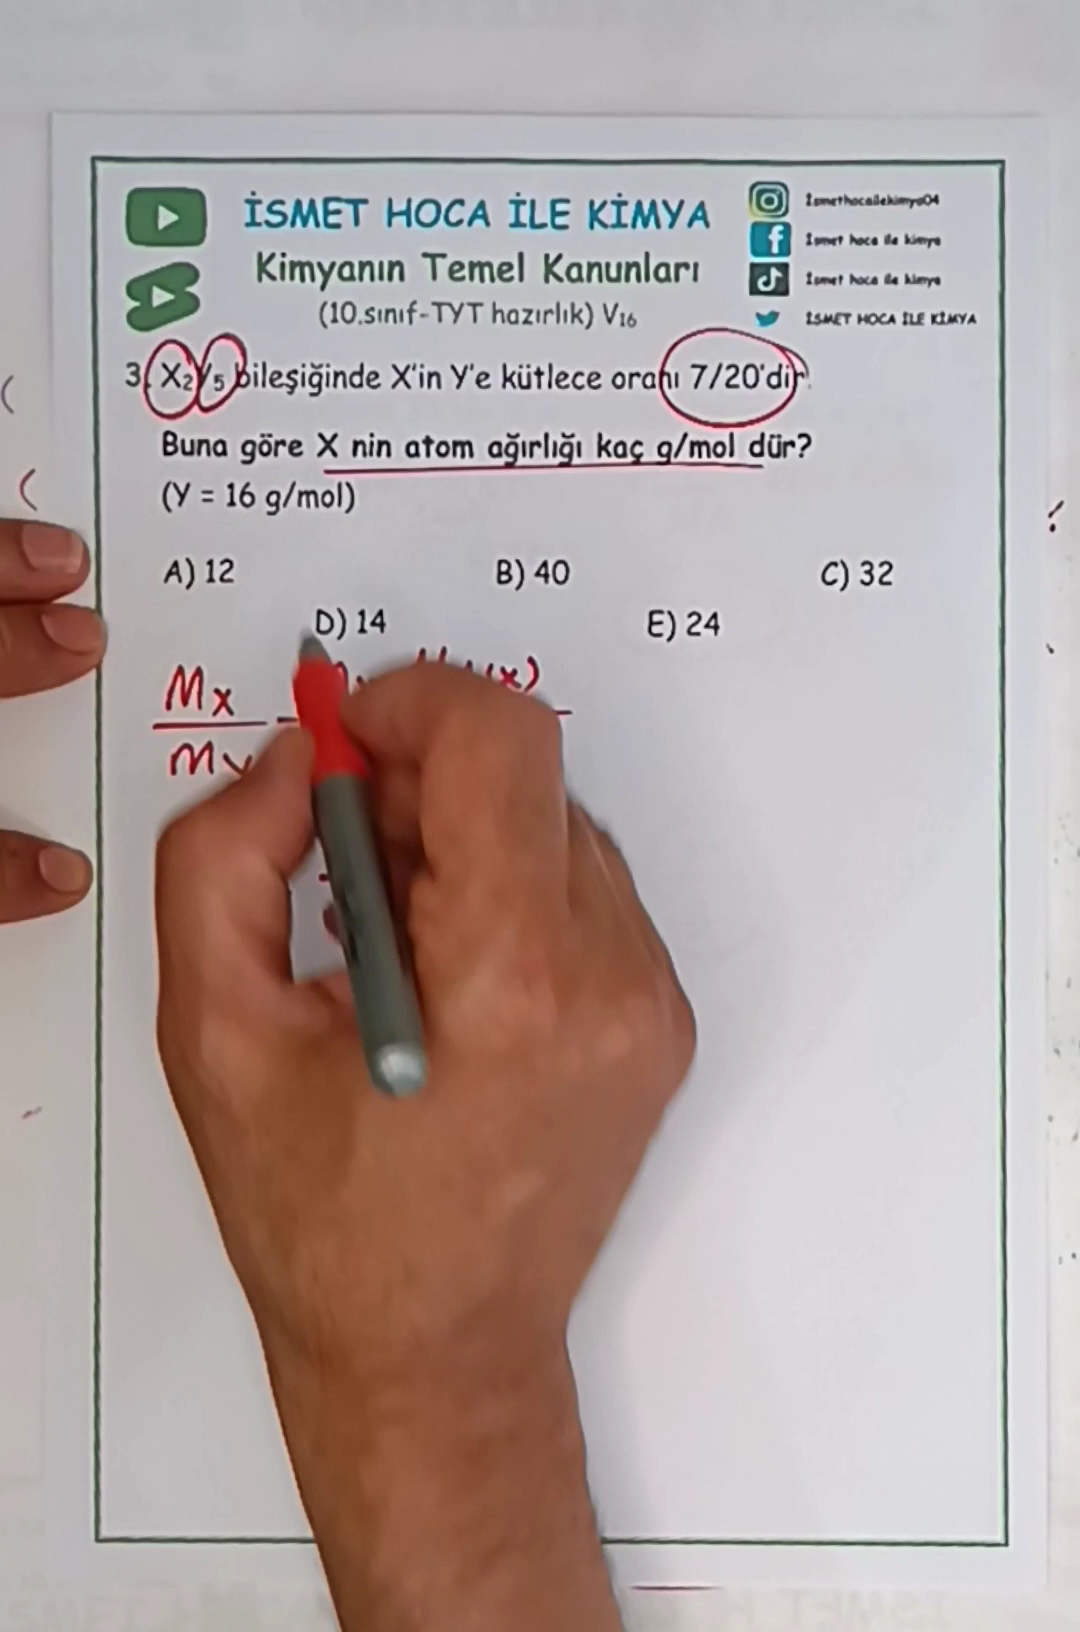 İSMET HOCA İLE KİMYA
Kimyanın Temel Kanunları
(10.sınıf-TYT hazırlık) V₁₆
İsmethocailekimya04
İsmet hoca ile kimya
İsmet hoca ile kimya
İSMET HOCA İLE KİMYA
3. X₂Y₅ bileşiğinde X'in Y'e kütlece oranı 7/20'dir.
Buna göre X nin atom ağırlığı kaç g/mol dür?
(Y = 16 g/mol)
A) 12 B) 40 C) 32
D) 14 E) 24
Mx
My
(x)